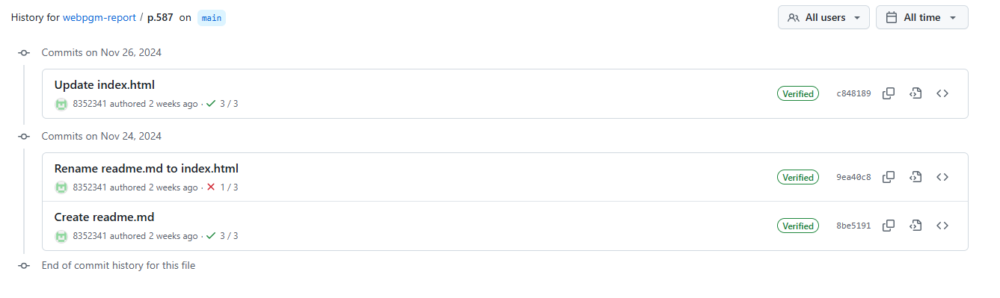 History for webpgm-report / p.587 on main
All users
All time
Commits on Nov 26, 2024
Update index.html
8352341 authored 2 weeks ago · 3 / 3
Verified
c848189
Commits on Nov 24, 2024
Rename readme.md to index.html
8352341 authored 2 weeks ago · 1 / 3
Verified
9ea40c8
Create readme.md
8352341 authored 2 weeks ago · 3 / 3
Verified
8be5191
End of commit history for this file